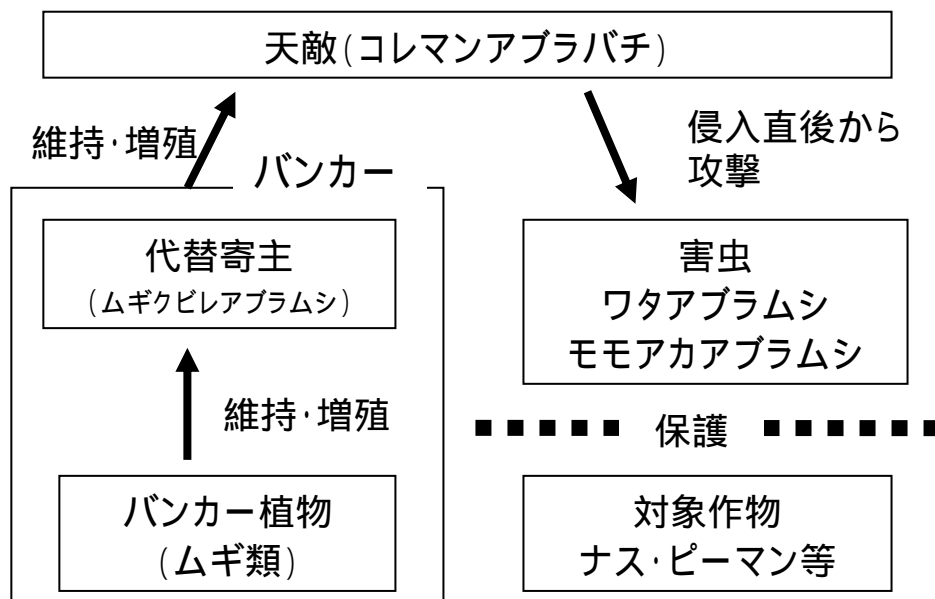 天敵(コレマンアブラバチ)
維持・増殖
侵入直後から
攻撃
バンカー
代替寄主
(ムギクビレアブラムシ)
害虫
ワタアブラムシ
モモアカアブラムシ
維持・増殖
保護
バンカー植物
(ムギ類)
対象作物
ナス・ピーマン等